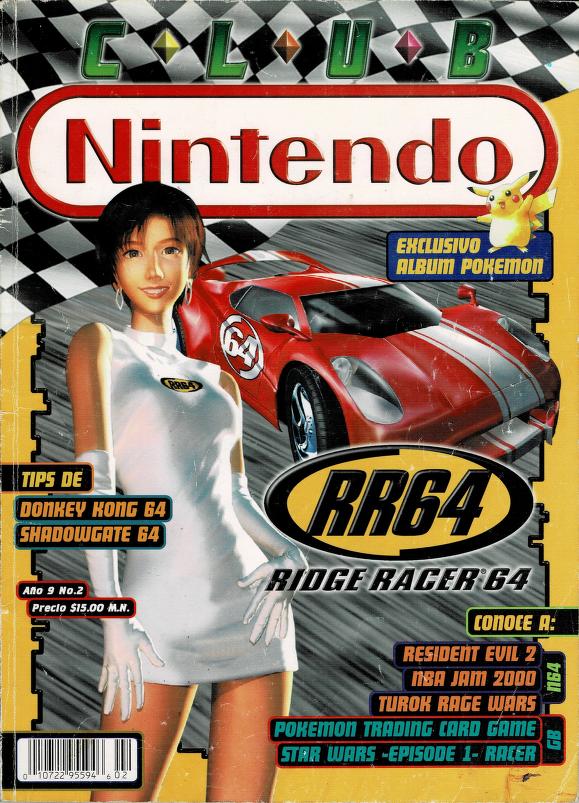 CLUB
Nintendo
EXCLUSIVO
ALBUM POKEMON
64
RR64
TIPS DE
DONKEY KONG 64
SHADOWGATE 64
RR64
RIDGE RACER® 64
Año 9 No.2
Precio $15.00 M.N.
CONOCE A:
RESIDENT EVIL 2
NBA JAM 2000
TUROK RAGE WARS
N64
POKEMON TRADING CARD GAME
STAR WARS -EPISODE 1- RACER
GB
0 10722 95594 6 02